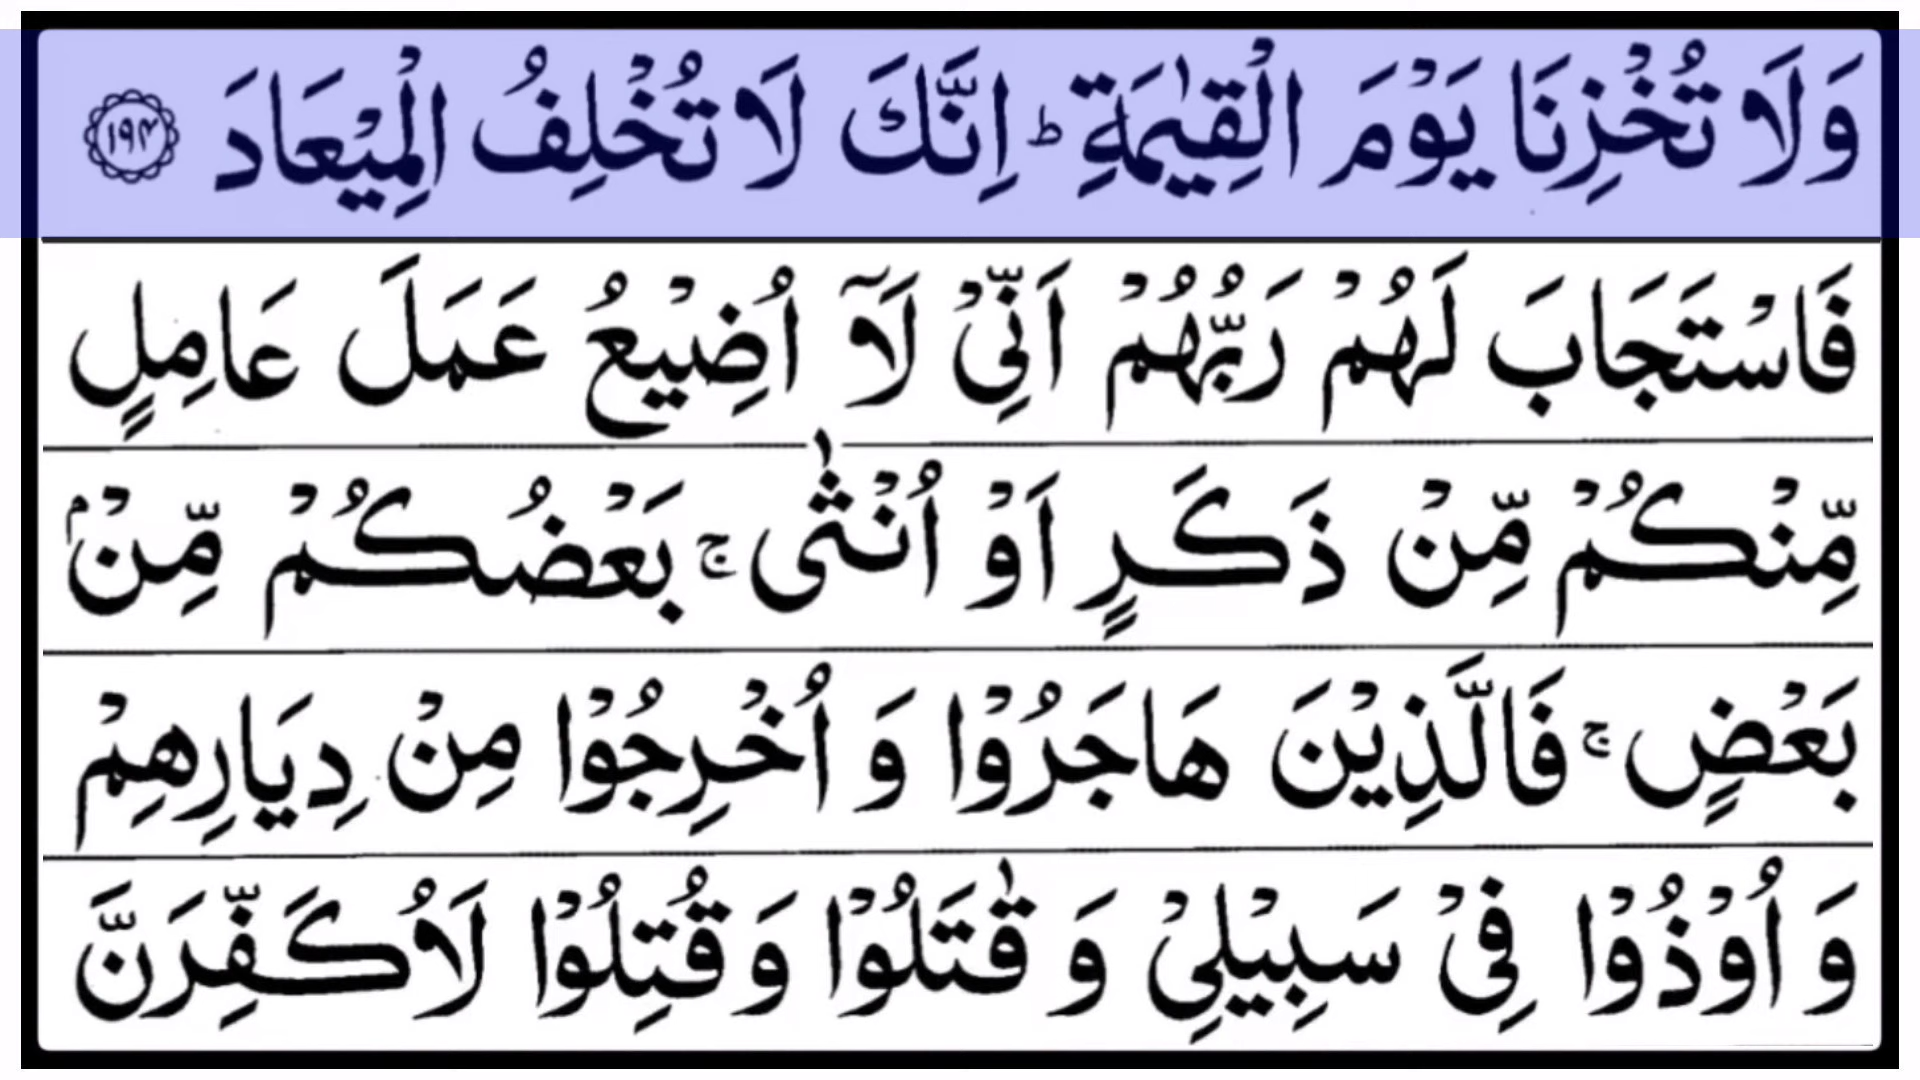 وَلَا تُخْزِنَا يَوْمَ الْقِيٰمَةِ ؕ اِنَّكَ لَا تُخْلِفُ الْمِيْعَادَ ۝۱۹۴
فَاسْتَجَابَ لَهُمْ رَبُّهُمْ اَنِّىْ لَاۤ اُضِيْعُ عَمَلَ عَامِلٍ
مِّنْكُمْ مِّنْ ذَكَرٍ اَوْ اُنْثٰى ۚ بَعْضُكُمْ مِّنْۢ
بَعْضٍ ۚ فَالَّذِيْنَ هَاجَرُوْا وَ اُخْرِجُوْا مِنْ دِيَارِهِمْ
وَ اُوْذُوْا فِىْ سَبِيْلِىْ وَ قٰتَلُوْا وَ قُتِلُوْا لَاُكَفِّرَنَّ